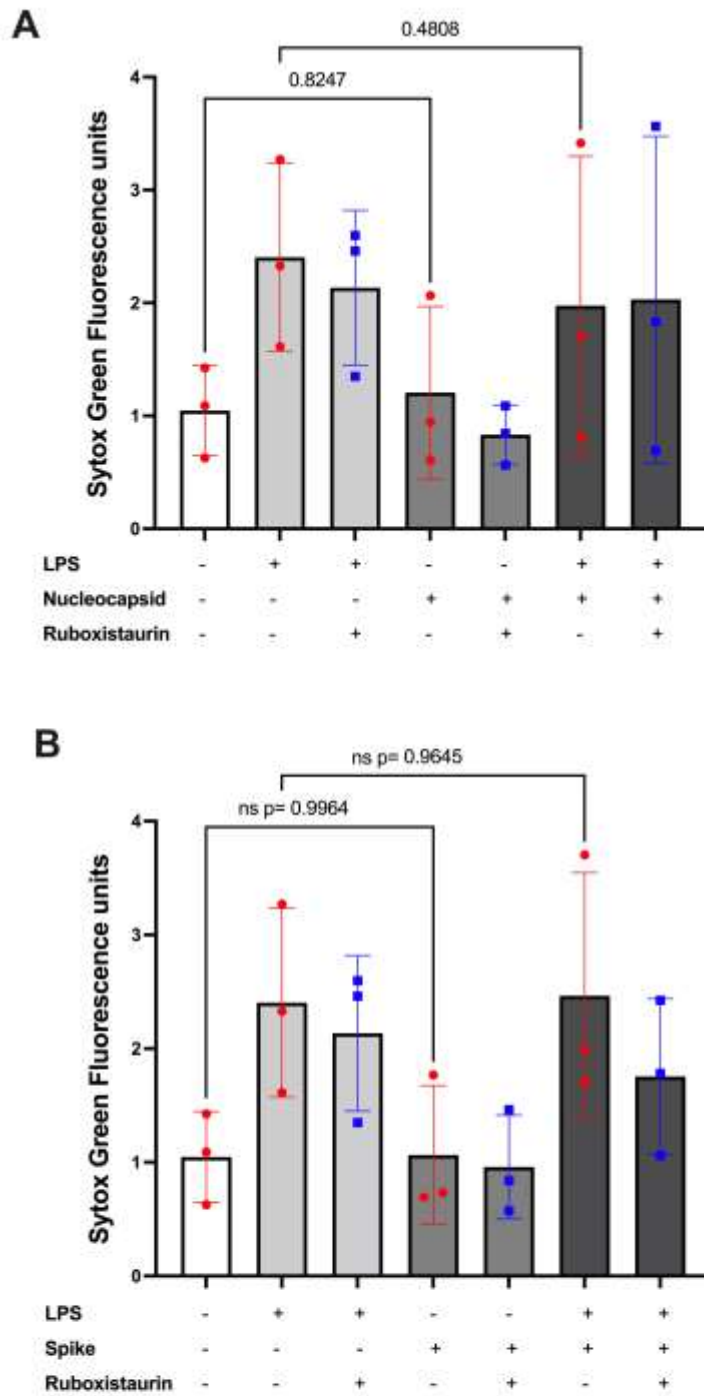 A
0.4808
0.8247
4
3
2
1
0
Sytox Green Fluorescence units
LPS - + + - - + +
Nucleocapsid - - - + + + +
Ruboxistaurin - - + - + - +
B
ns p= 0.9645
ns p= 0.9964
4
3
2
1
0
Sytox Green Fluorescence units
LPS - + + - - + +
Spike - - - + + + +
Ruboxistaurin - - + - + - +